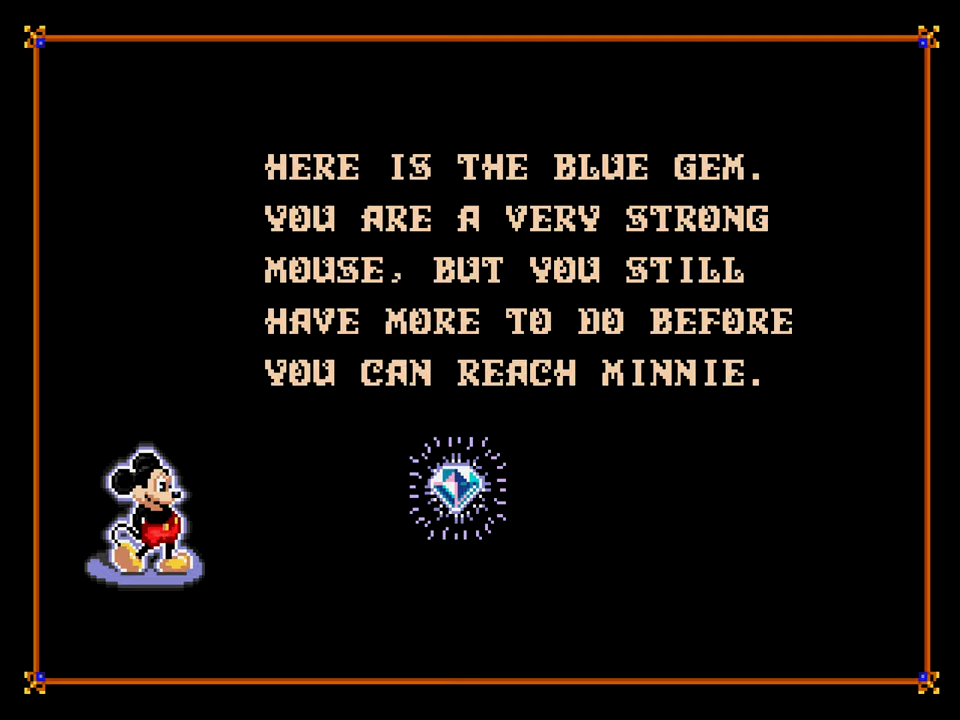 HERE IS THE BLUE GEM.
YOU ARE A VERY STRONG
MOUSE, BUT YOU STILL
HAVE MORE TO DO BEFORE
YOU CAN REACH MINNIE.